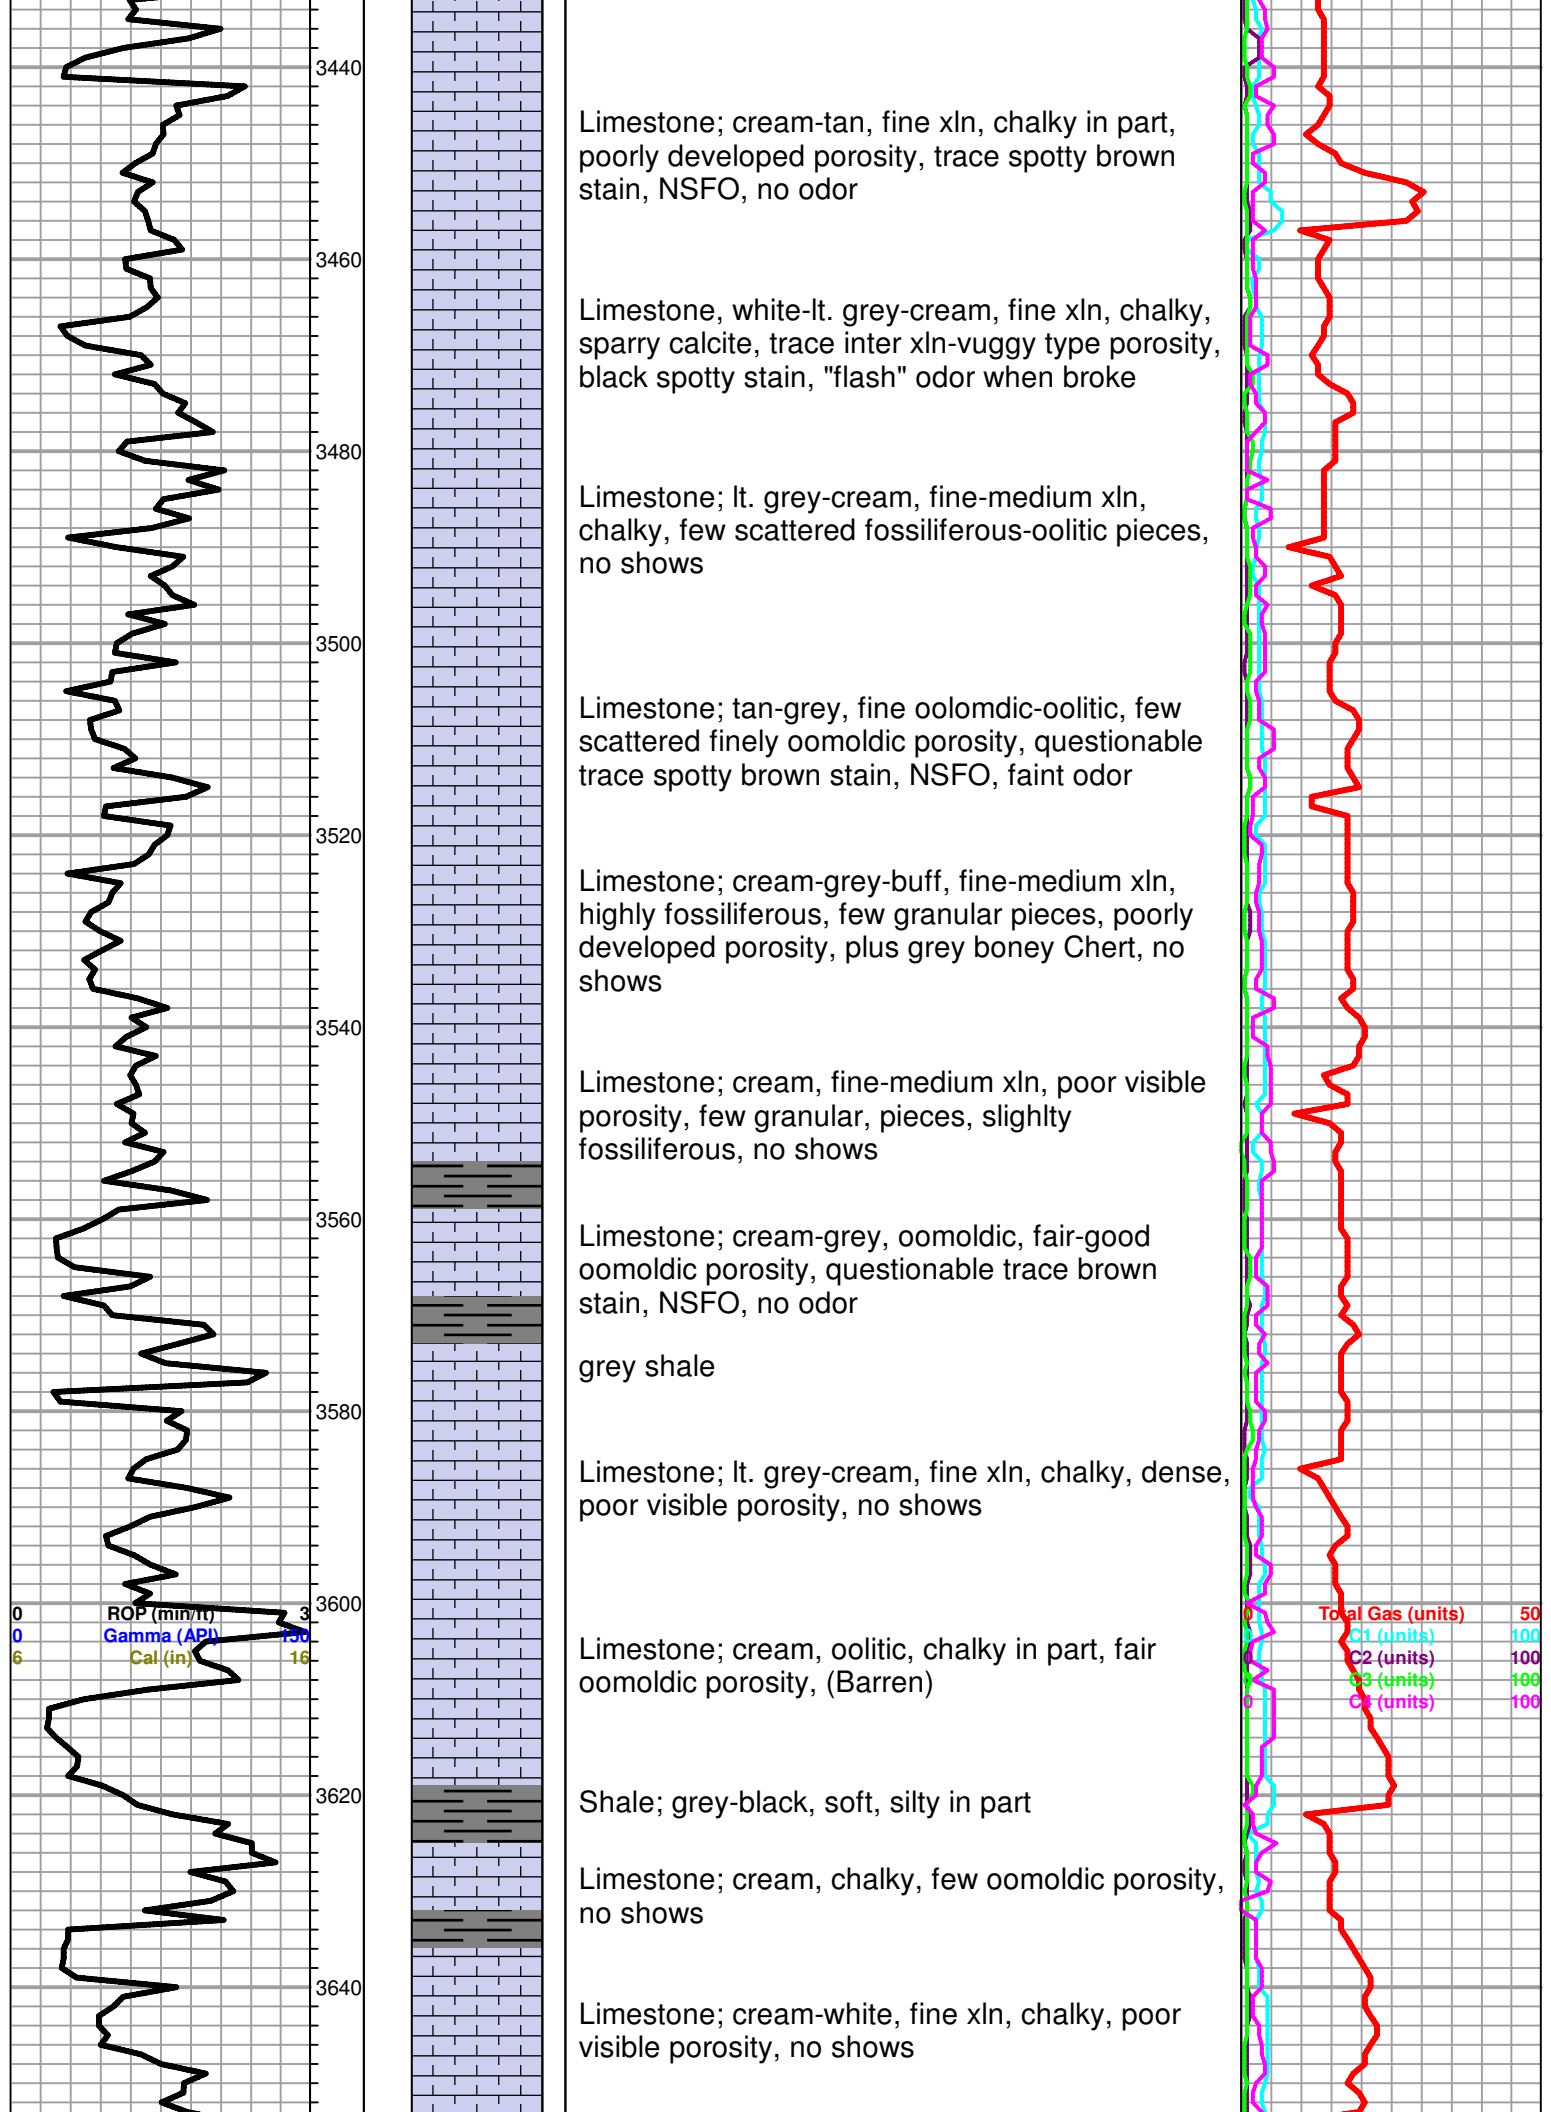 3440
Limestone; cream-tan, fine xln, chalky in part,
poorly developed porosity, trace spotty brown
stain, NSFO, no odor
3460
Limestone, white-lt. grey-cream, fine xln, chalky,
sparry calcite, trace inter xln-vuggy type porosity,
black spotty stain, "flash" odor when broke
3480
Limestone; lt. grey-cream, fine-medium xln,
chalky, few scattered fossiliferous-oolitic pieces,
no shows
3500
Limestone; tan-grey, fine oolomdic-oolitic, few
scattered finely oomoldic porosity, questionable
trace spotty brown stain, NSFO, faint odor
3520
Limestone; cream-grey-buff, fine-medium xln,
highly fossiliferous, few granular pieces, poorly
developed porosity, plus grey boney Chert, no
shows
3540
Limestone; cream, fine-medium xln, poor visible
porosity, few granular, pieces, slighlty
fossiliferous, no shows
3560
Limestone; cream-grey, oomoldic, fair-good
oomoldic porosity, questionable trace brown
stain, NSFO, no odor
grey shale
3580
Limestone; lt. grey-cream, fine xln, chalky, dense,
poor visible porosity, no shows
3600
0 ROP (min/ft) 3
0 Gamma (API) 150
6 Cal (in) 16
0 Total Gas (units) 50
C1 (units) 100
0 C2 (units) 100
0 C3 (units) 100
0 C4 (units) 100
Limestone; cream, oolitic, chalky in part, fair
oomoldic porosity, (Barren)
3620
Shale; grey-black, soft, silty in part
Limestone; cream, chalky, few oomoldic porosity,
no shows
3640
Limestone; cream-white, fine xln, chalky, poor
visible porosity, no shows